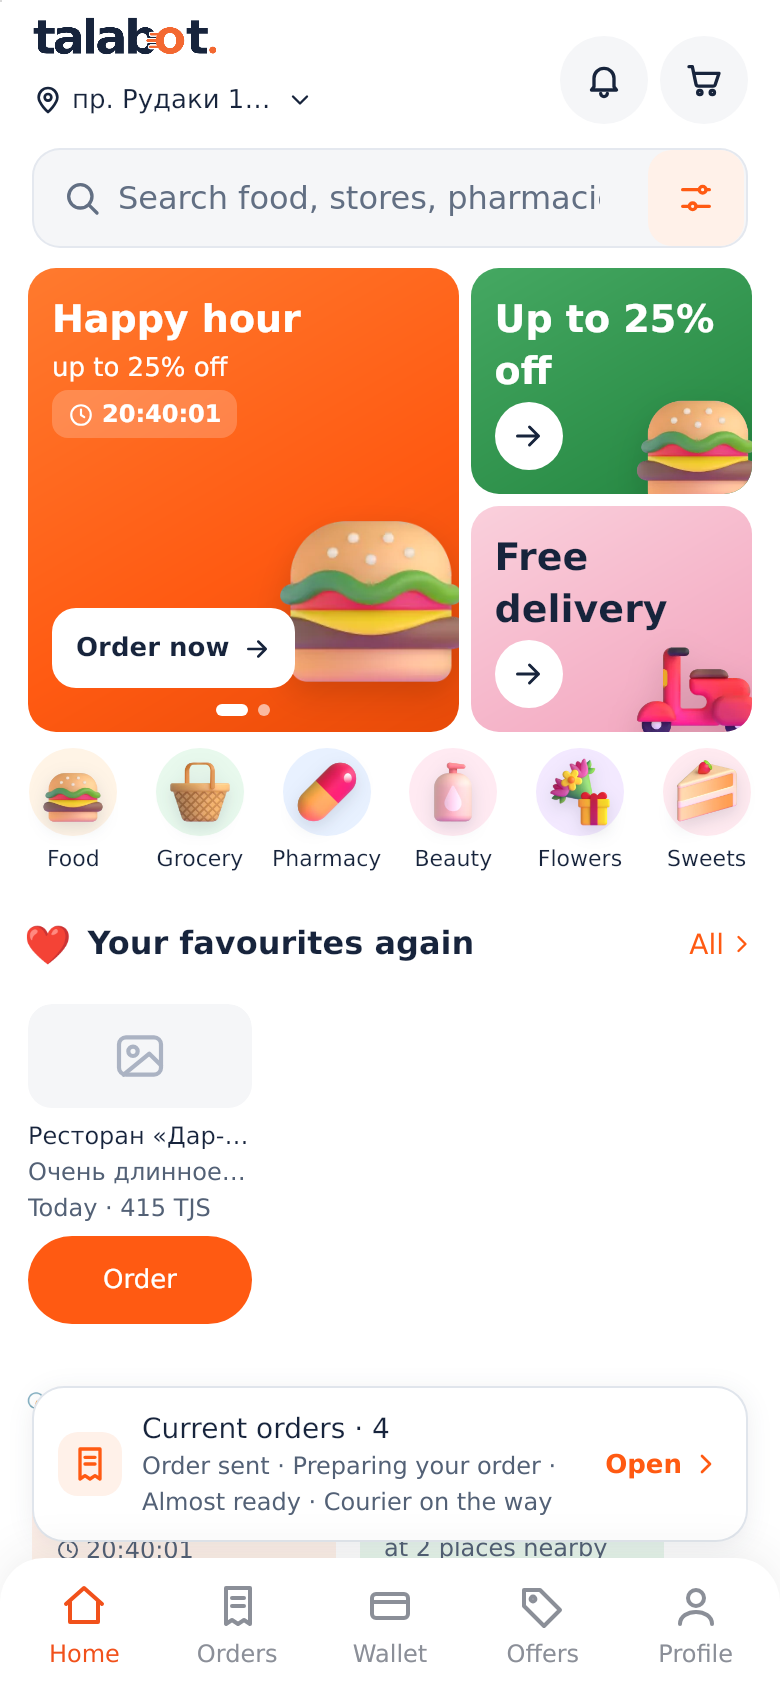 talabot.
пр. Рудаки 1...
Search food, stores, pharmaci
Happy hour
up to 25% off
20:40:01
Order now
Up to 25%
off
Free
delivery
Food
Grocery
Pharmacy
Beauty
Flowers
Sweets
Your favourites again
All
Ресторан «Дар-...
Очень длинное...
Today · 415 TJS
Order
Current orders · 4
Order sent · Preparing your order ·
Almost ready · Courier on the way
Open
20:40:01
at 2 places nearby
Home
Orders
Wallet
Offers
Profile